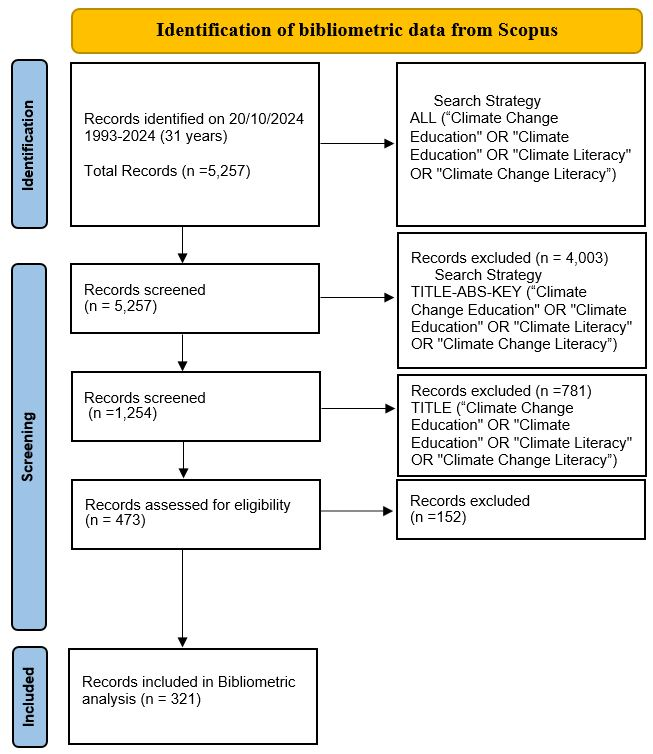 Identification of bibliometric data from Scopus
Identification
Records identified on 20/10/2024
1993-2024 (31 years)
Total Records (n =5,257)
Search Strategy
ALL (“Climate Change
Education" OR "Climate
Education" OR "Climate Literacy"
OR "Climate Change Literacy”)
Screening
Records screened
(n = 5,257)
Records excluded (n = 4,003)
Search Strategy
TITLE-ABS-KEY (“Climate
Change Education" OR "Climate
Education" OR "Climate Literacy"
OR "Climate Change Literacy”)
Records screened
(n =1,254)
Records excluded (n =781)
TITLE (“Climate Change
Education" OR "Climate
Education" OR "Climate Literacy"
OR "Climate Change Literacy”)
Records assessed for eligibility
(n = 473)
Records excluded
(n =152)
Included
Records included in Bibliometric
analysis (n = 321)